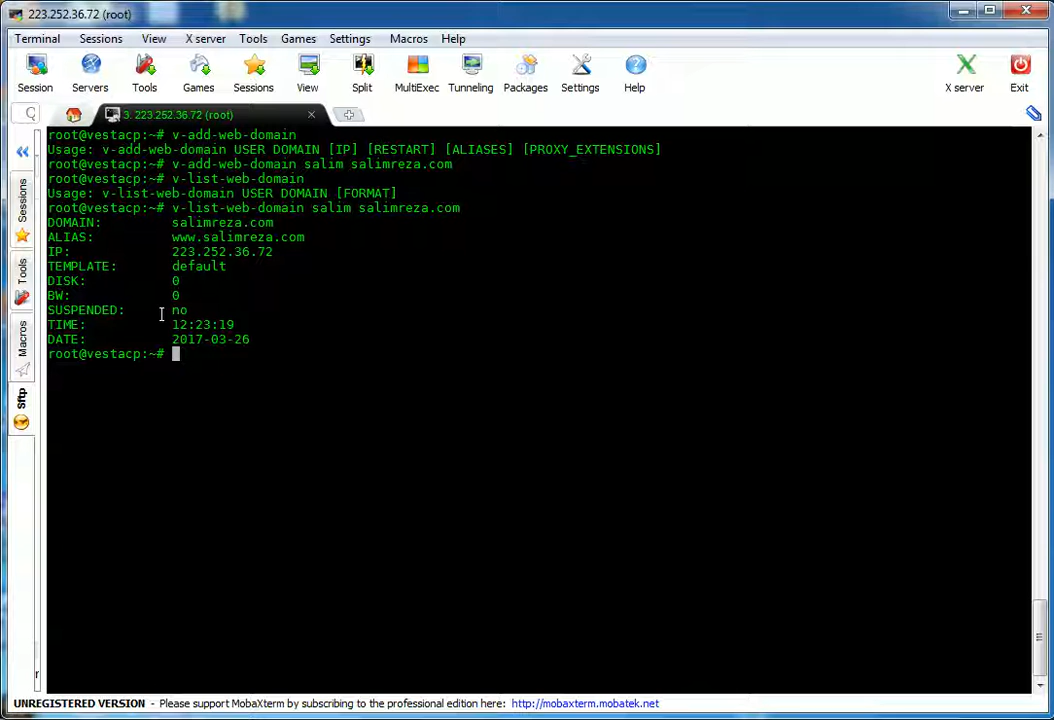 223.252.36.72 (root)
Terminal Sessions View X server Tools Games Settings Macros Help
Session Servers Tools Games Sessions View Split MultiExec Tunneling Packages Settings Help X server Exit
3. 223.252.36.72 (root)
Sessions
Tools
Macros
Sftp
root@vestacp:~# v-add-web-domain
Usage: v-add-web-domain USER DOMAIN [IP] [RESTART] [ALIASES] [PROXY_EXTENSIONS]
root@vestacp:~# v-add-web-domain salim salimreza.com
root@vestacp:~# v-list-web-domain
Usage: v-list-web-domain USER DOMAIN [FORMAT]
root@vestacp:~# v-list-web-domain salim salimreza.com
DOMAIN: salimreza.com
ALIAS: www.salimreza.com
IP: 223.252.36.72
TEMPLATE: default
DISK: 0
BW: 0
SUSPENDED: no
TIME: 12:23:19
DATE: 2017-03-26
root@vestacp:~#
UNREGISTERED VERSION - Please support MobaXterm by subscribing to the professional edition here: http://mobaxterm.mobatek.net